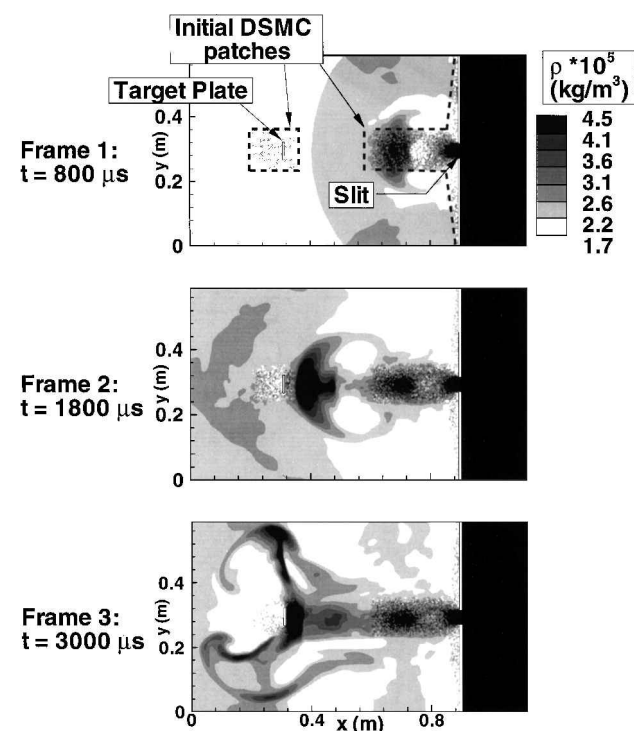 Initial DSMC
patches
Target Plate
ρ *10⁵
(kg/m³)
4.5
4.1
3.6
3.1
2.6
2.2
1.7
Frame 1:
t = 800 μs
y (m)
0.4
0.2
0
Slit
Frame 2:
t = 1800 μs
y (m)
0.4
0.2
0
Frame 3:
t = 3000 μs
y (m)
0.4
0.2
0
0 0.4 0.8
x (m)